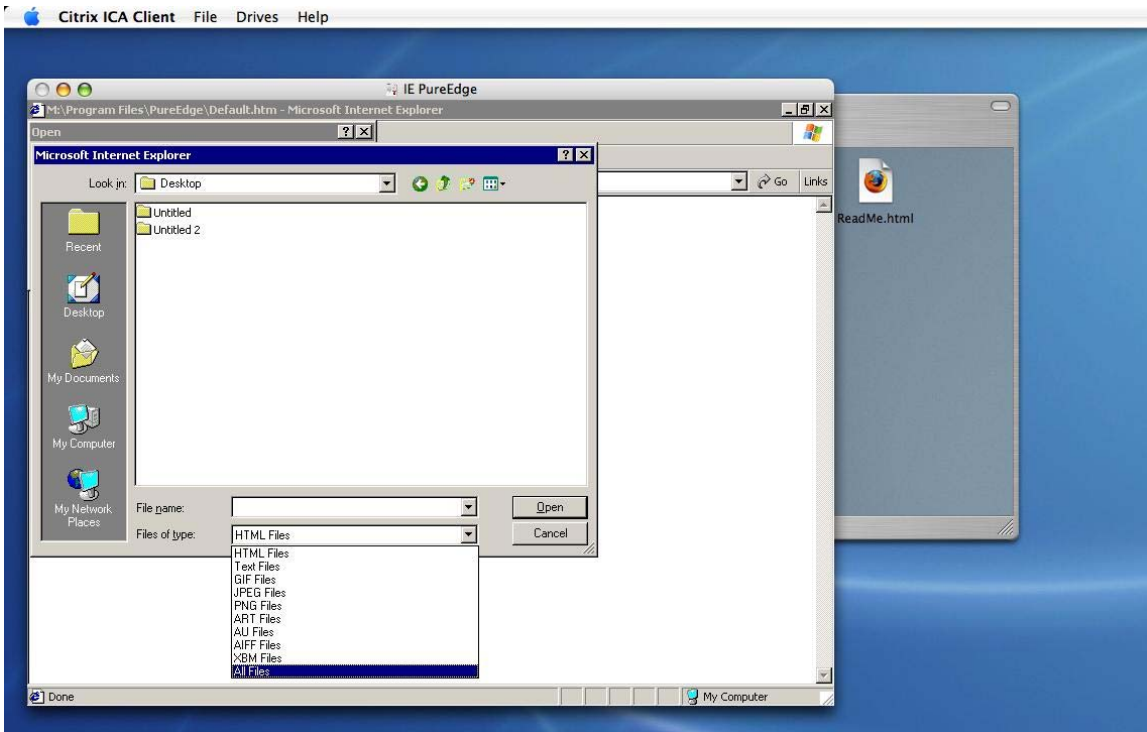 Citrix ICA Client File Drives Help
IE PureEdge
M:\Program Files\PureEdge\Default.htm - Microsoft Internet Explorer
Open
Microsoft Internet Explorer
Look in: Desktop
Go Links
Untitled
Untitled 2
ReadMe.html
Recent
Desktop
My Documents
My Computer
My Network
Places
File name: Open
Files of type: HTML Files Cancel
HTML Files
Text Files
GIF Files
JPEG Files
PNG Files
ART Files
AU Files
AIFF Files
XBM Files
All Files
Done My Computer